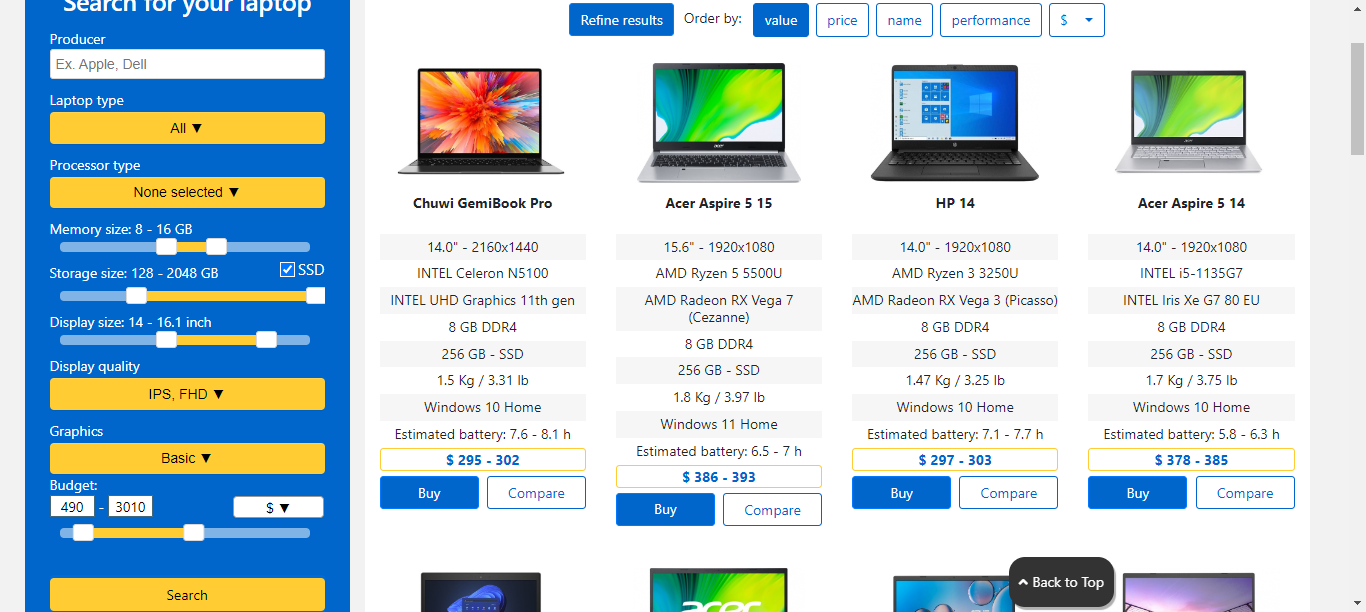 Search for your laptop
Producer
Ex. Apple, Dell
Laptop type
All ▼
Processor type
None selected ▼
Memory size: 8 - 16 GB
Storage size: 128 - 2048 GB
SSD
Display size: 14 - 16.1 inch
Display quality
IPS, FHD ▼
Graphics
Basic ▼
Budget:
490 - 3010
$ ▼
Search
Refine results Order by: value price name performance $
Chuwi GemiBook Pro
14.0" - 2160x1440
INTEL Celeron N5100
INTEL UHD Graphics 11th gen
8 GB DDR4
256 GB - SSD
1.5 Kg / 3.31 lb
Windows 10 Home
Estimated battery: 7.6 - 8.1 h
$ 295 - 302
Buy Compare
acer
Acer Aspire 5 15
15.6" - 1920x1080
AMD Ryzen 5 5500U
AMD Radeon RX Vega 7
(Cezanne)
8 GB DDR4
256 GB - SSD
1.8 Kg / 3.97 lb
Windows 11 Home
Estimated battery: 6.5 - 7 h
$ 386 - 393
Buy Compare
HP 14
14.0" - 1920x1080
AMD Ryzen 3 3250U
AMD Radeon RX Vega 3 (Picasso)
8 GB DDR4
256 GB - SSD
1.47 Kg / 3.25 lb
Windows 10 Home
Estimated battery: 7.1 - 7.7 h
$ 297 - 303
Buy Compare
Acer Aspire 5 14
14.0" - 1920x1080
INTEL i5-1135G7
INTEL Iris Xe G7 80 EU
8 GB DDR4
256 GB - SSD
1.7 Kg / 3.75 lb
Windows 10 Home
Estimated battery: 5.8 - 6.3 h
$ 378 - 385
Buy Compare
acer
Back to Top